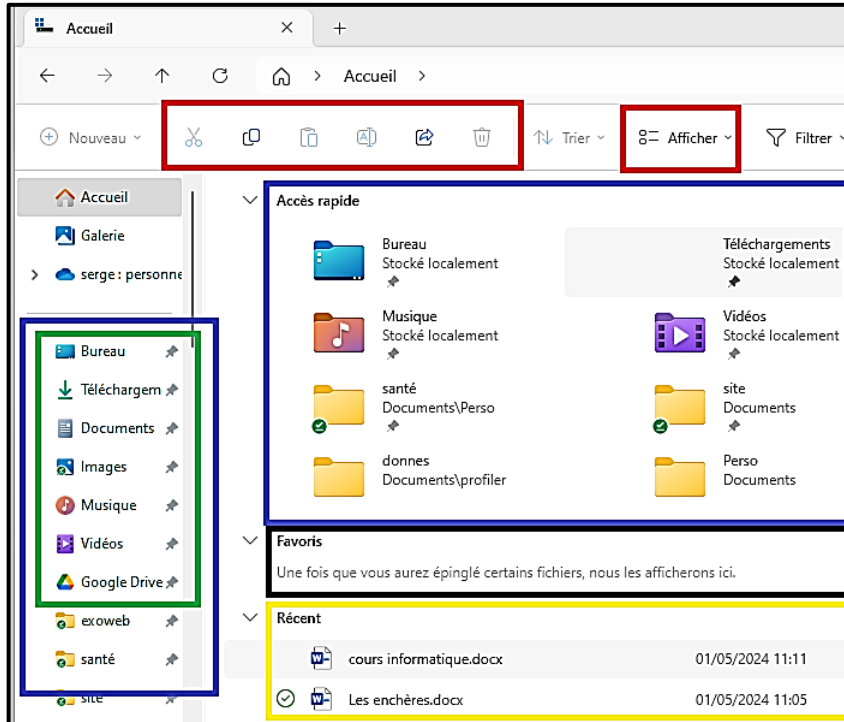 Accueil
Accueil
Nouveau
Trier
Afficher
Filtrer
Accueil
Galerie
serge : personne
Bureau
Téléchargem
Documents
Images
Musique
Vidéos
Google Drive
exoweb
santé
site
Accès rapide
Bureau
Stocké localement
Téléchargements
Stocké localement
Musique
Stocké localement
Vidéos
Stocké localement
santé
Documents\Perso
site
Documents
donnes
Documents\profiler
Perso
Documents
Favoris
Une fois que vous aurez épinglé certains fichiers, nous les afficherons ici.
Récent
cours informatique.docx 01/05/2024 11:11
Les enchères.docx 01/05/2024 11:05